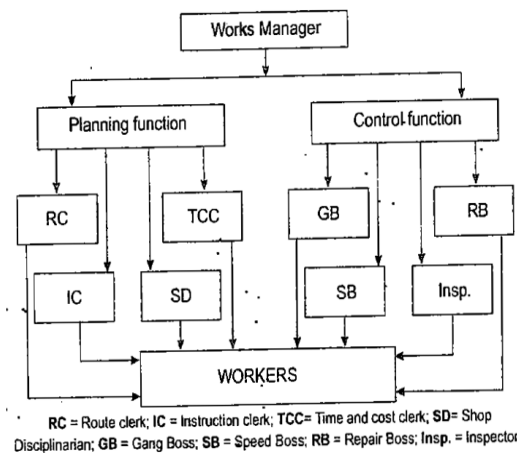 Works Manager
Planning function
Control function
RC
TCC
GB
RB
IC
SD
SB
Insp.
WORKERS
RC = Route clerk; IC = Instruction clerk; TCC= Time and cost clerk; SD= Shop
Disciplinarian; GB = Gang Boss; SB = Speed Boss; RB = Repair Boss; Insp. = Inspector